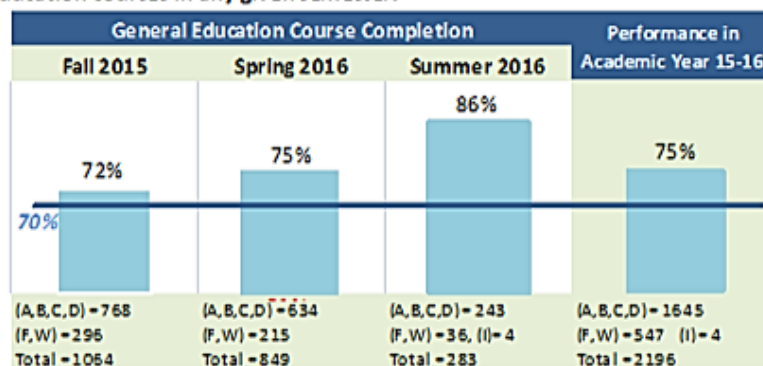 General Education Course Completion
Performance in
Academic Year 15-16
Fall 2015
Spring 2016
Summer 2016
86%
72%
75%
75%
70%
(A,B,C,D) =768
(F,W) =296
Total =1064
(A,B,C,D) =634
(F,W) =215
Total =849
(A,B,C,D) =243
(F,W) =36, (I)= 4
Total =283
(A,B,C,D) =1645
(F,W) =547 (I)= 4
Total =2196